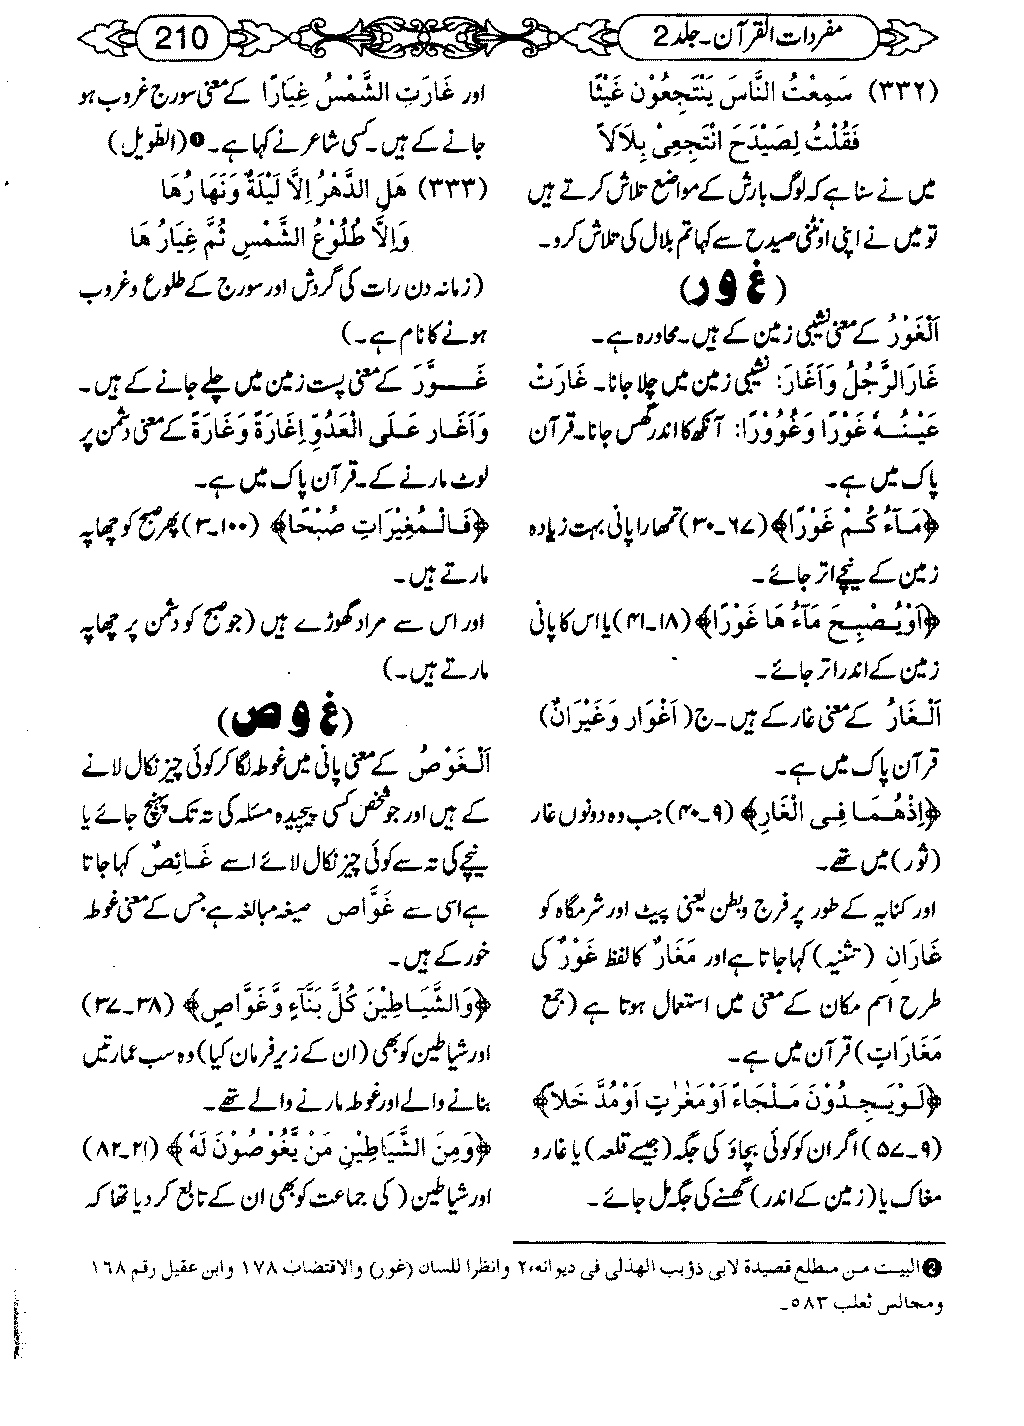 مفردات القرآن۔ جلد 2
210
(۳۳۲) سَمِعْتُ النَّاسَ يَنْتَجِعُوْنَ غَيْثًا
فَقُلْتُ لِصَيْدَحَ انْتَجِعِيْ بِلَالَا
میں نے سنا ہے کہ لوگ بارش کے مواضع تلاش کرتے ہیں
تو میں نے اپنی اونٹنی صیدح سے کہا تم بلال کی تلاش کرو۔
(غ و ر)
اَلْغَوْرُ کے معنی نشیبی زمین کے ہیں۔ محاورہ ہے۔
غَارَ الرَّجُلُ وَاَغَارَ: نشیبی زمین میں چلا جانا۔ غَارَتْ
عَيْنُهُ غَوْرًا وَغُوُوْرًا: آنکھ کا اندر گھس جانا۔ قرآن
پاک میں ہے۔
﴿مَآءُ كُمْ غَوْرًا﴾ (۶۷۔۳۰) تمہارا پانی بہت زیادہ
زمین کے نیچے اتر جائے۔
﴿اَوْيُصْبِحَ مَآءُ هَا غَوْرًا﴾ (۱۸۔۴۱) یا اس کا پانی
زمین کے اندر اتر جائے۔
اَلْغَارُ کے معنی غار کے ہیں۔ ج (اَغْوَار وَغَيْرَانٌ)
قرآن پاک میں ہے۔
﴿اِذْهُمَا فِى الْغَارِ﴾ (۹۔۴۰) جب وہ دونوں غار
(ثور) میں تھے۔
اور کنایہ کے طور پر فرج و بطن یعنی پیٹ اور شرمگاہ کو
غَارَانِ (تثنیہ) کہا جاتا ہے اور مَغَارٌ کا لفظ غَوْرٌ کی
طرح اسم مکان کے معنی میں استعمال ہوتا ہے (جمع
مَغَارَاتٍ) قرآن میں ہے۔
﴿لَوْيَجِدُوْنَ مَلْجَاءً اَوْمَغٰرٰتٍ اَوْمُدَّ خَلًا﴾
(۹۔۵۷) اگر ان کو کوئی بچاؤ کی جگہ (جیسے قلعہ) یا غار و
مغاک یا (زمین کے اندر) گھسنے کی جگہ مل جائے۔
اور غَارَتِ الشَّمْسُ غِيَارًا کے معنی سورج غروب ہو
جانے کے ہیں۔ کسی شاعر نے کہا ہے۔❶ (الطّویل)
(۳۳۳) هَلِ الدَّهْرُ اِلَّا لَيْلَةٌ وَنَهَارُهَا
وَاِلَّا طُلُوْعُ الشَّمْسِ ثُمَّ غِيَارُهَا
(زمانہ دن رات کی گردش اور سورج کے طلوع وغروب
ہونے کا نام ہے۔)
غَوَّرَ کے معنی پست زمین میں چلے جانے کے ہیں۔
وَاَغَار عَلَى الْعَدُوِّ اِغَارَةً وَغَارَةً کے معنی دشمن پر
لوٹ مارنے کے۔ قرآن پاک میں ہے۔
﴿فَالْمُغِيْرَاتِ صُبْحًا﴾ (۱۰۰۔۳) پھر صبح کو چھاپہ
مارتے ہیں۔
اور اس سے مراد گھوڑے ہیں (جو صبح کو دشمن پر چھاپہ
مارتے ہیں۔)
(غ و ص)
اَلْغَوْصُ کے معنی پانی میں غوطہ لگا کر کوئی چیز نکال لانے
کے ہیں اور جو شخص کسی پیچیدہ مسئلہ کی تہ تک پہنچ جائے یا
نیچے کی تہ سے کوئی چیز نکال لائے اسے غَائِصٌ کہا جاتا
ہے اسی سے غَوَّاص صیغہ مبالغہ ہے جس کے معنی غوطہ
خور کے ہیں۔
﴿وَالشَّيَاطِيْنَ كُلَّ بَنَّآءٍ وَّغَوَّاصٍ﴾ (۳۸۔۳۷)
اور شیاطین کو بھی (ان کے زیر فرمان کیا) وہ سب عمارتیں
بنانے والے اور غوطہ مارنے والے تھے۔
﴿وَمِنَ الشَّيَاطِيْنِ مَنْ يَّغُوْصُوْنَ لَهٗ﴾ (۲۱۔۸۲)
اور شیاطین (کی جماعت کو بھی ان کے تابع کر دیا تھا کہ
❷ البيت من مطلع قصيدة لابى ذؤيب الهذلى فى ديوانه ۲۰ وانظر اللسان (غور) والاقتضاب ۱۷۸ وابن عقيل رقم ۱۶۸
ومجالس ثعلب ۵۸۳۔